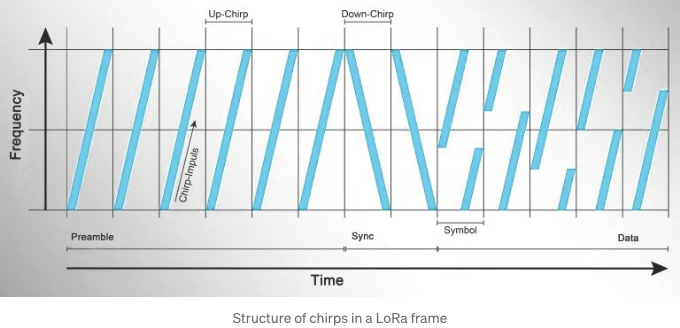 Up-Chirp
Down-Chirp
Frequency
Chirp-Impuls
Symbol
Preamble
Sync
Data
Time
Structure of chirps in a LoRa frame